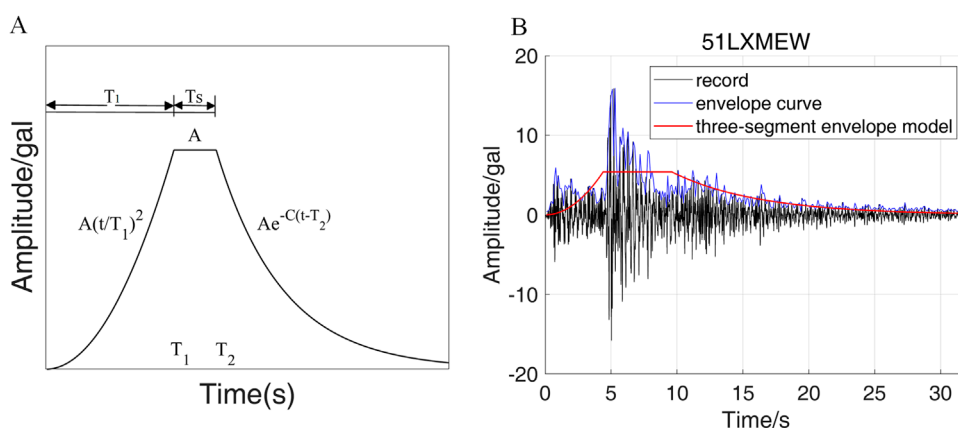 A
T1
Ts
A
A(t/T1)2
Ae-C(t-T2)
T1
T2
Amplitude/gal
Time(s)
B
51LXMEW
record
envelope curve
three-segment envelope model
20
10
0
-10
-20
0 5 10 15 20 25 30
Amplitude/gal
Time/s